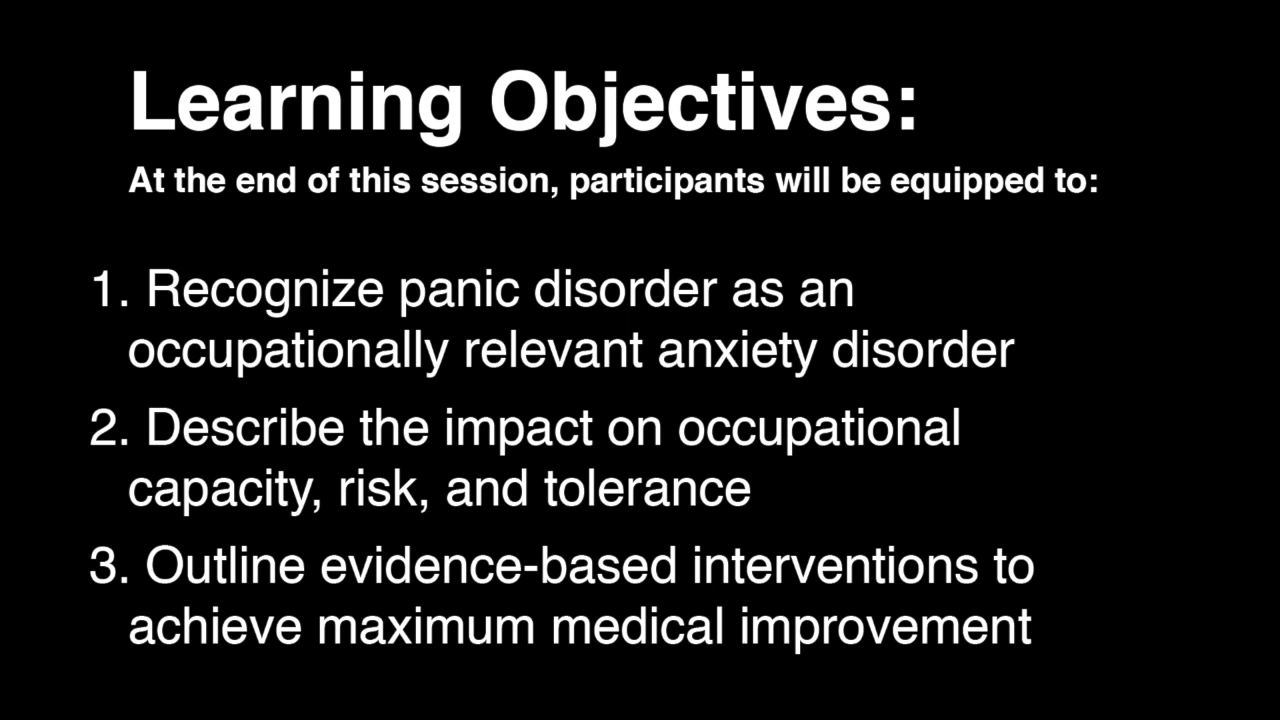 Learning Objectives:
At the end of this session, participants will be equipped to:
1. Recognize panic disorder as an
occupationally relevant anxiety disorder
2. Describe the impact on occupational
capacity, risk, and tolerance
3. Outline evidence-based interventions to
achieve maximum medical improvement